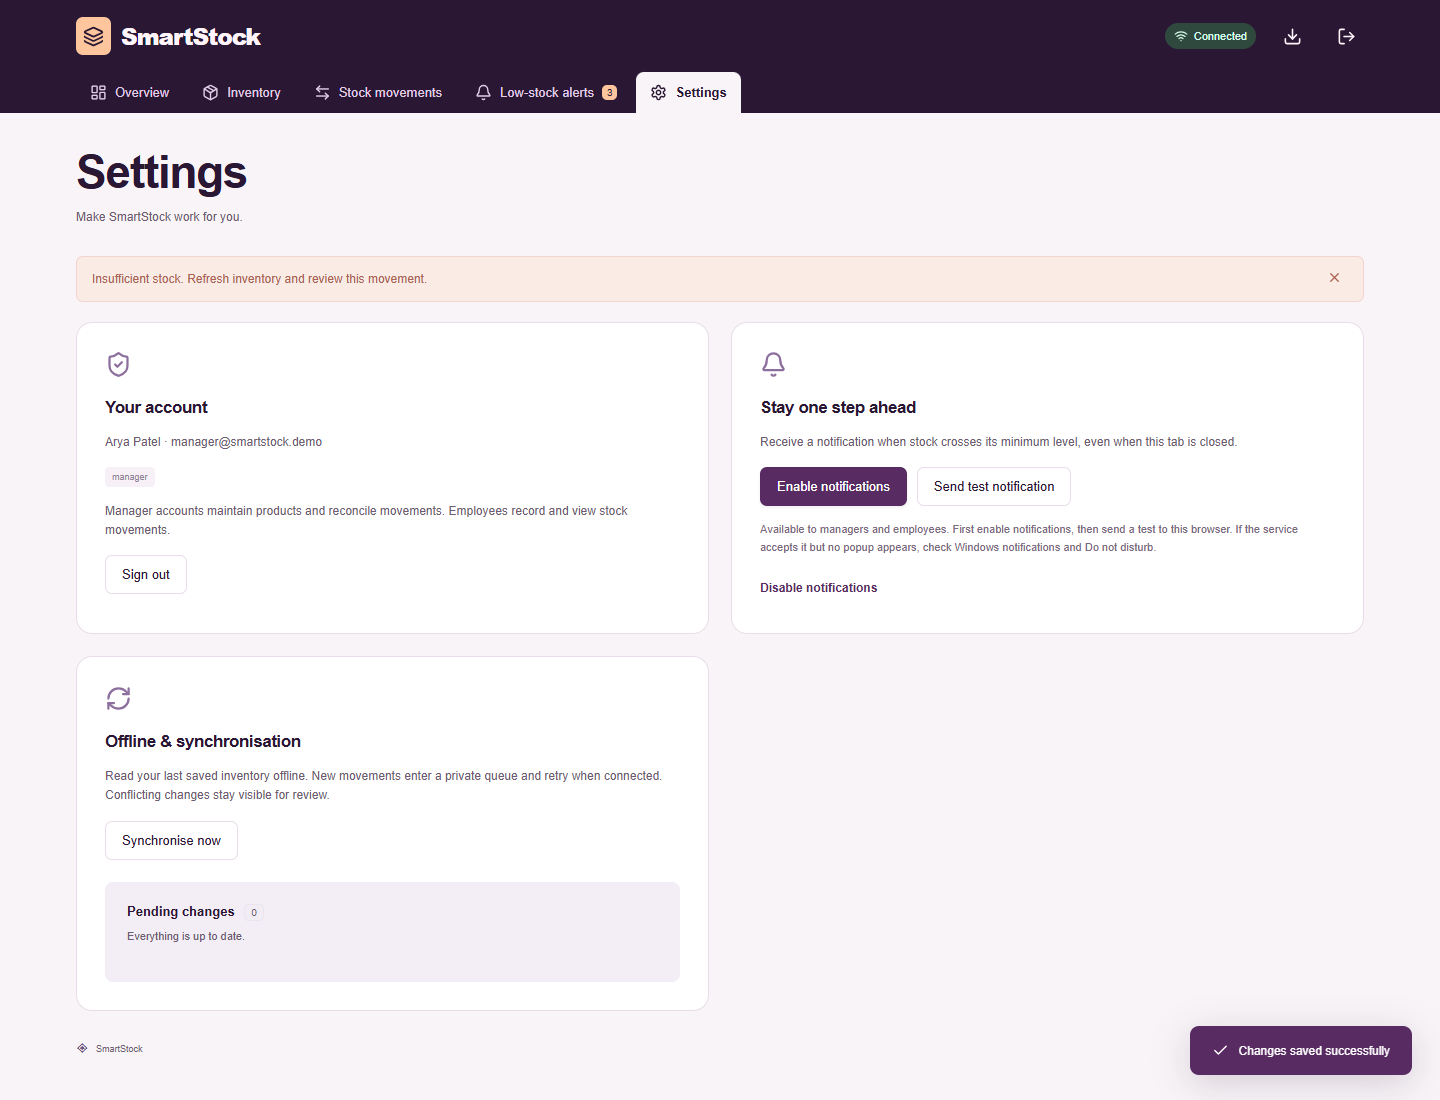 SmartStock
Connected
Overview
Inventory
Stock movements
Low-stock alerts 3
Settings
Settings
Make SmartStock work for you.
Insufficient stock. Refresh inventory and review this movement.
Your account
Arya Patel · manager@smartstock.demo
manager
Manager accounts maintain products and reconcile movements. Employees record and view stock
movements.
Sign out
Stay one step ahead
Receive a notification when stock crosses its minimum level, even when this tab is closed.
Enable notifications
Send test notification
Available to managers and employees. First enable notifications, then send a test to this browser. If the service
accepts it but no popup appears, check Windows notifications and Do not disturb.
Disable notifications
Offline & synchronisation
Read your last saved inventory offline. New movements enter a private queue and retry when connected.
Conflicting changes stay visible for review.
Synchronise now
Pending changes 0
Everything is up to date.
SmartStock
Changes saved successfully